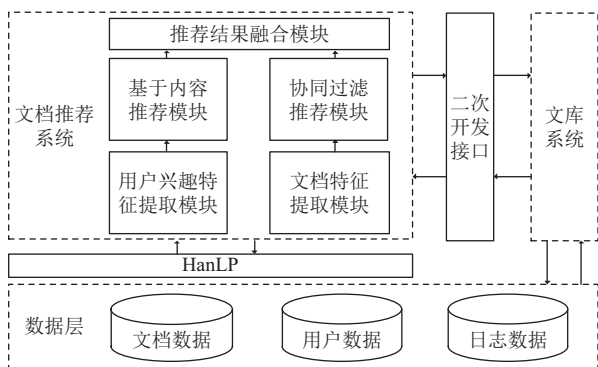 推荐结果融合模块
文档推荐
系统
基于内容
推荐模块
协同过滤
推荐模块
用户兴趣特
征提取模块
文档特征
提取模块
二次
开发
接口
文库
系统
HanLP
数据层
文档数据
用户数据
日志数据